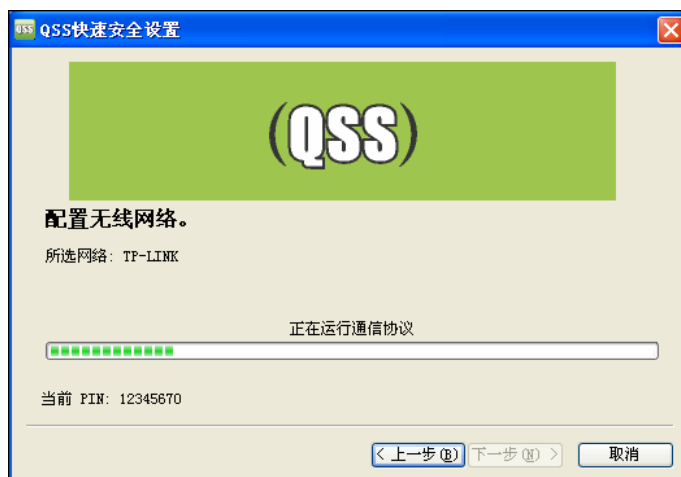 QSS QSS快速安全设置
(QSS)
配置无线网络。
所选网络: TP-LINK
正在运行通信协议
当前 PIN: 12345670
< 上一步(B) 下一步(N) > 取消